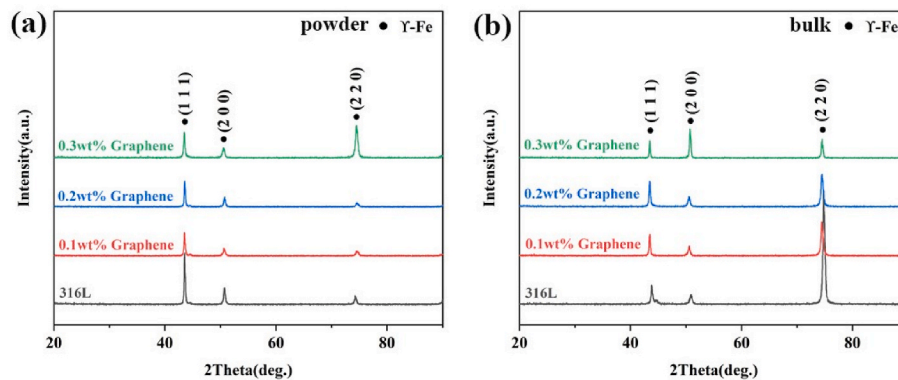 (a)
powder ● ϒ-Fe
●(1 1 1)
●(2 0 0)
●(2 2 0)
0.3wt% Graphene
0.2wt% Graphene
0.1wt% Graphene
316L
Intensity(a.u.)
20 40 60 80
2Theta(deg.)
(b)
bulk ● ϒ-Fe
●(1 1 1)
●(2 0 0)
●(2 2 0)
0.3wt% Graphene
0.2wt% Graphene
0.1wt% Graphene
316L
Intensity(a.u.)
20 40 60 80
2Theta(deg.)